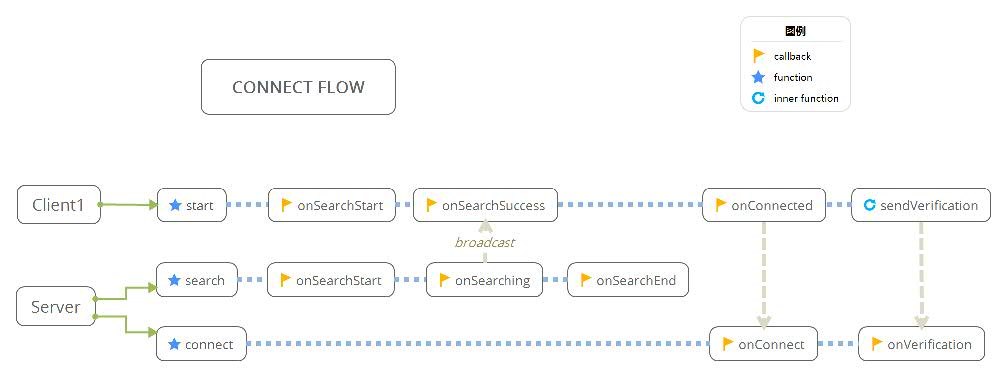 图例
callback
function
inner function
CONNECT FLOW
Client1
start
onSearchStart
onSearchSuccess
onConnected
sendVerification
broadcast
Server
search
onSearchStart
onSearching
onSearchEnd
connect
onConnect
onVerification